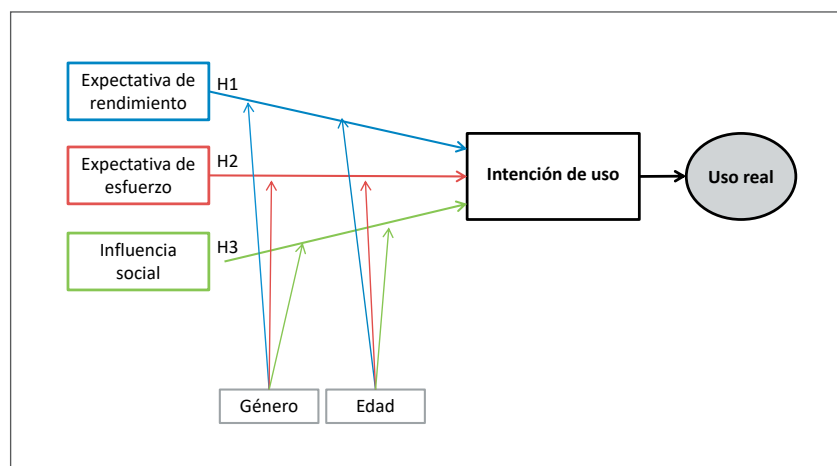 Expectativa de
rendimiento
H1
Expectativa de
esfuerzo
H2
Influencia
social
H3
Intención de uso
Uso real
Género
Edad